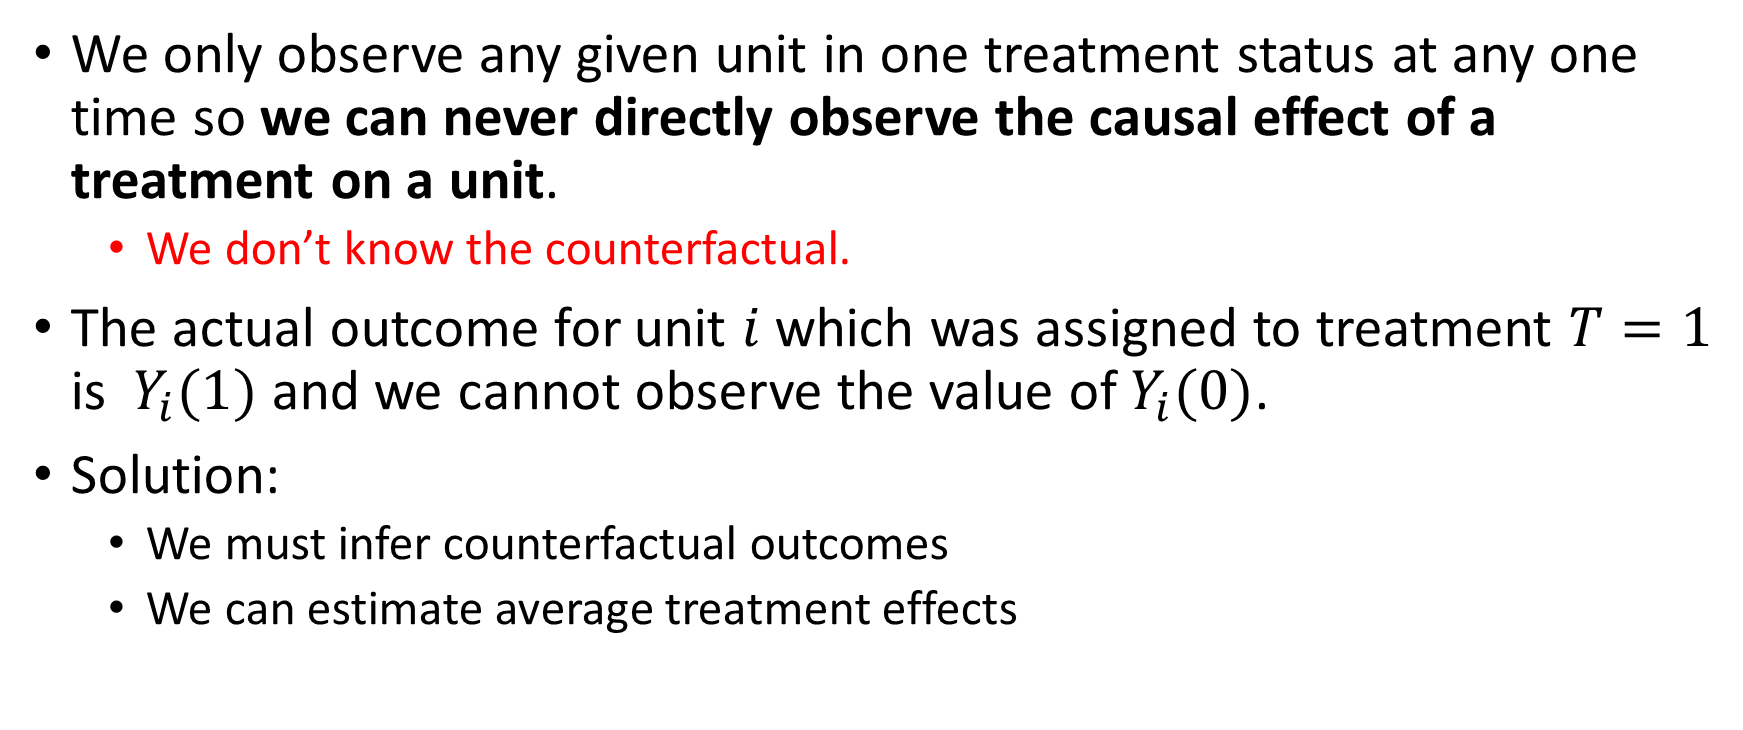 • We only observe any given unit in one treatment status at any one
time so we can never directly observe the causal effect of a
treatment on a unit.
• We don’t know the counterfactual.
• The actual outcome for unit 𝑖 which was assigned to treatment 𝑇 = 1
is 𝑌𝑖(1) and we cannot observe the value of 𝑌𝑖(0).
• Solution:
• We must infer counterfactual outcomes
• We can estimate average treatment effects